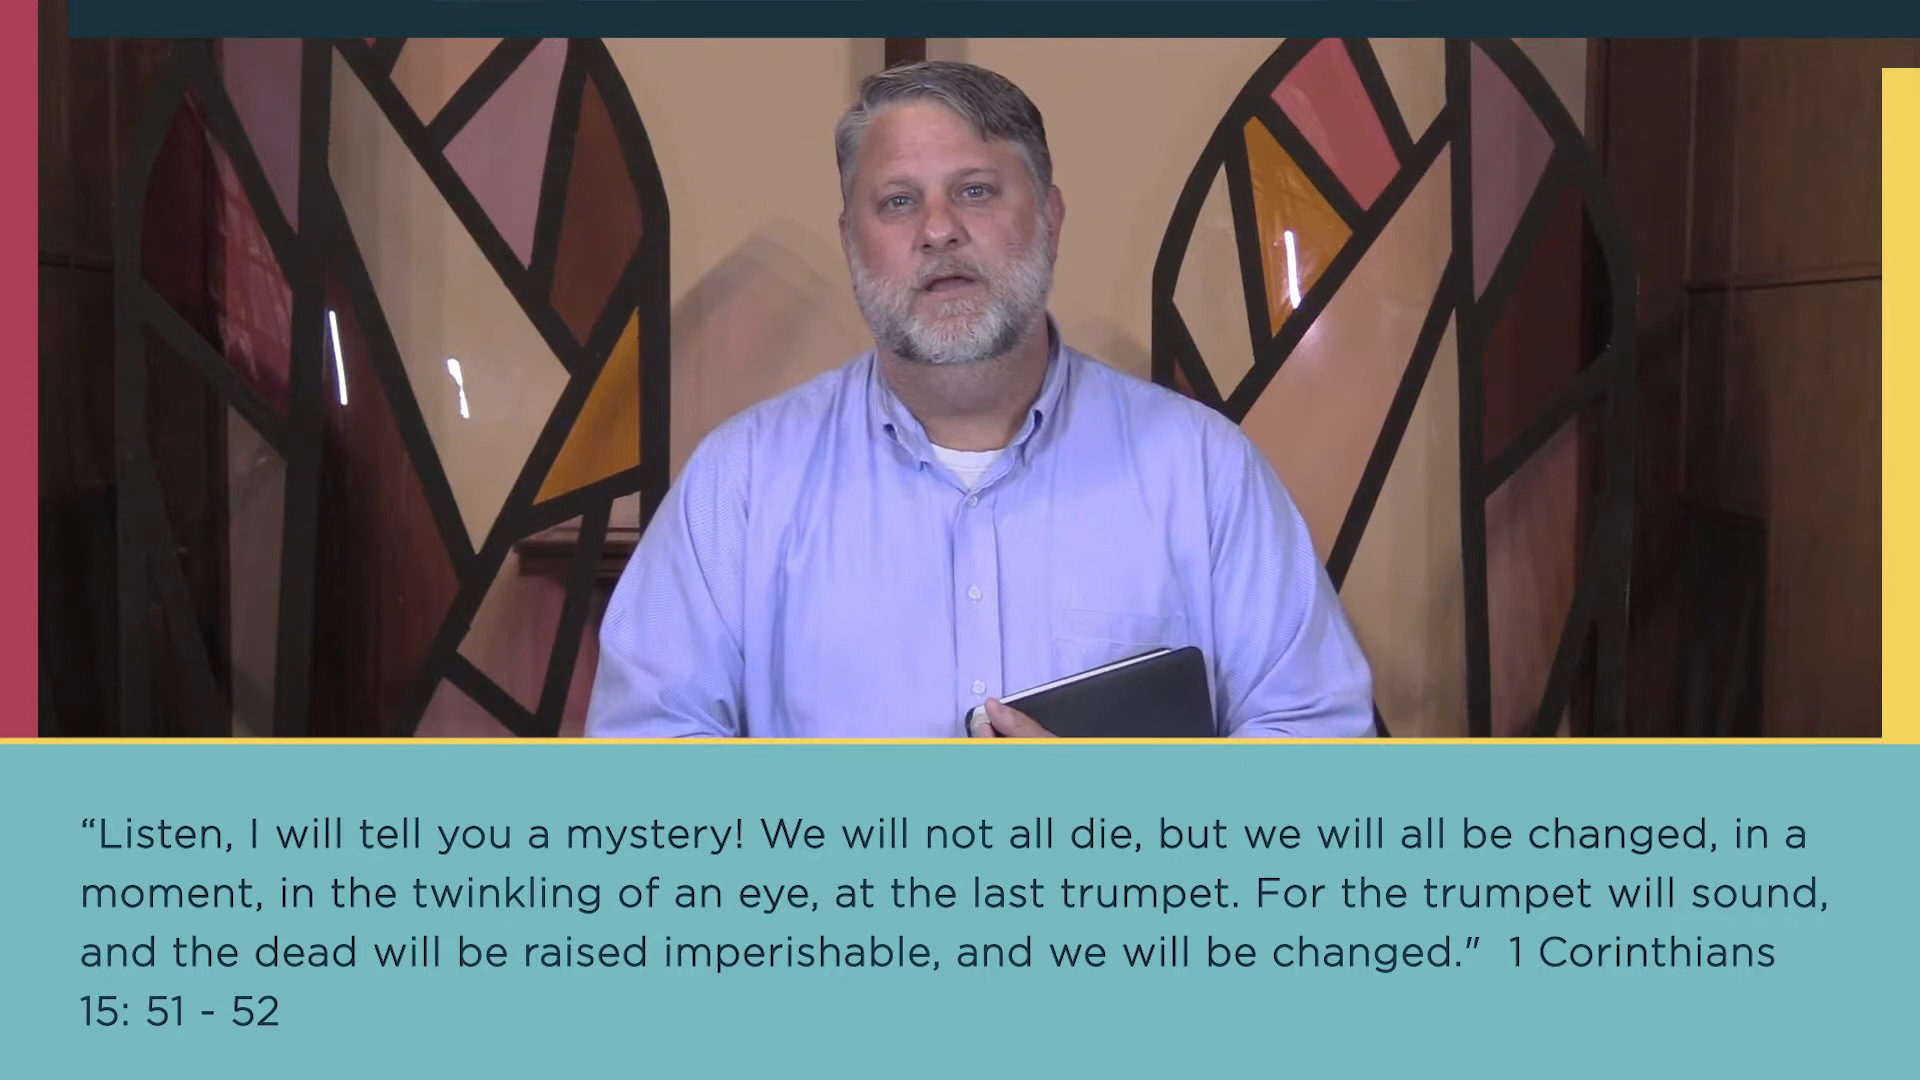 “Listen, I will tell you a mystery! We will not all die, but we will all be changed, in a
moment, in the twinkling of an eye, at the last trumpet. For the trumpet will sound,
and the dead will be raised imperishable, and we will be changed."  1 Corinthians
15: 51 - 52